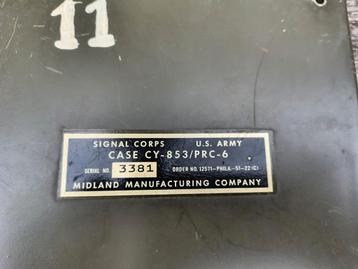 11
SIGNAL CORPS U.S. ARMY
CASE CY-853/PRC-6
SERIAL NO. 3381 ORDER NO. 12571-PHILA.-51-22(C)
MIDLAND MANUFACTURING COMPANY